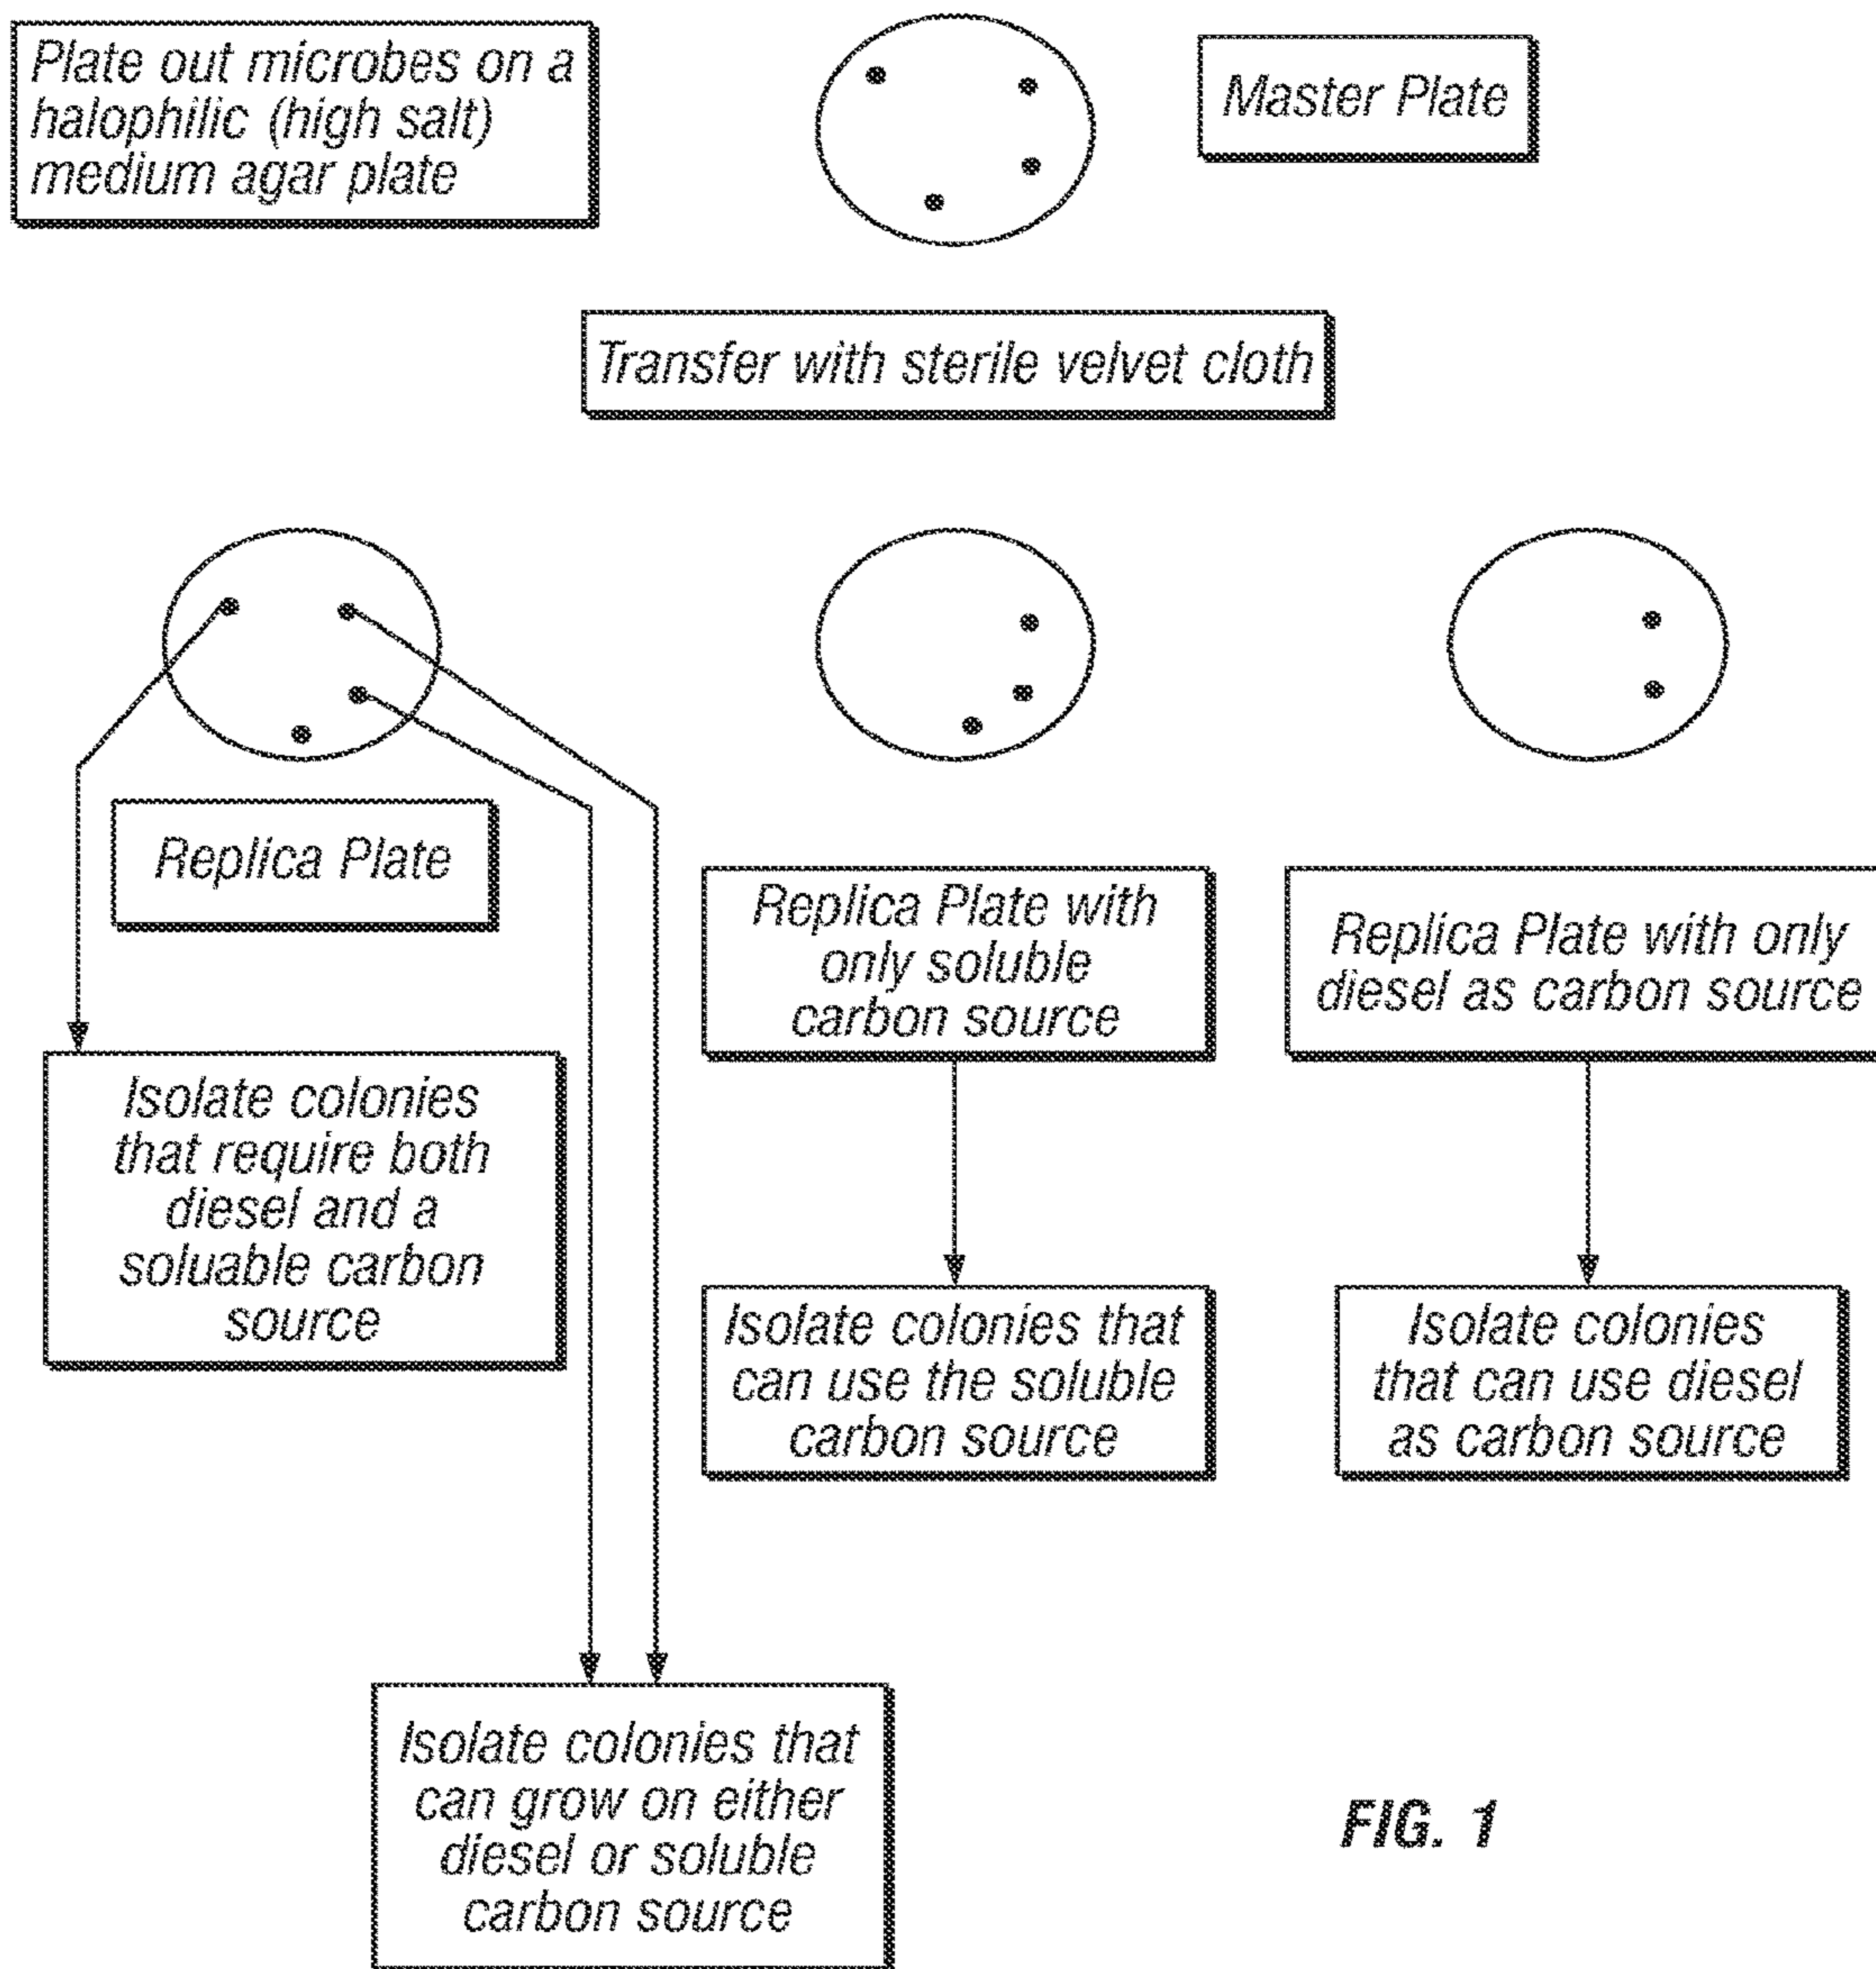 Plate out microbes on a
halophilic (high salt)
medium agar plate
Master Plate
Transfer with sterile velvet cloth
Replica Plate
Replica Plate with
only soluble
carbon source
Replica Plate with only
diesel as carbon source
Isolate colonies
that require both
diesel and a
soluable carbon
source
Isolate colonies that
can use the soluble
carbon source
Isolate colonies
that can use diesel
as carbon source
Isolate colonies that
can grow on either
diesel or soluble
carbon source
FIG. 1